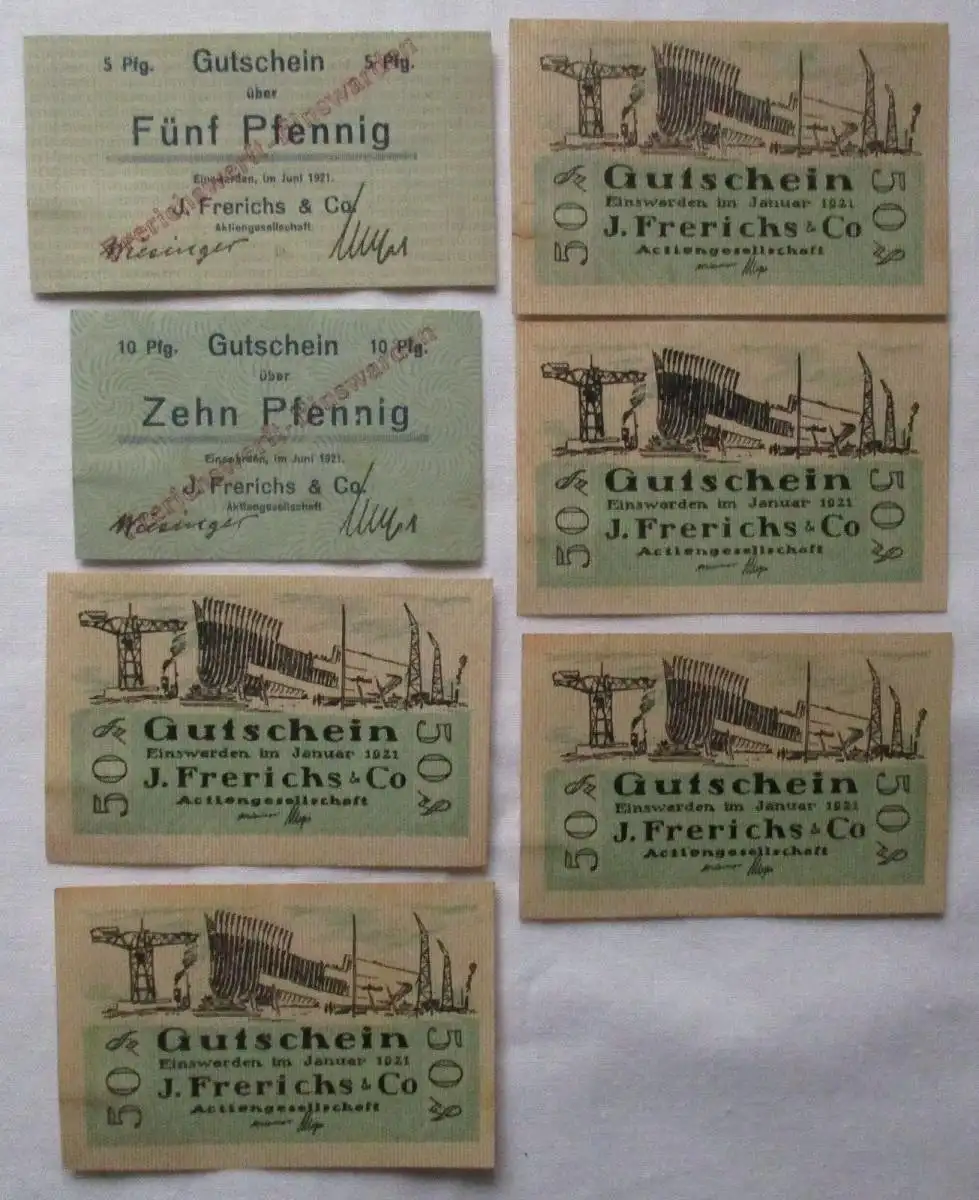 5 Pfg. Gutschein 5 Pfg.
über
Fünf Pfennig
Einswarden, im Juni 1921.
J. Frerichs & Co.
Aktiengesellschaft
Frerichswerft-Einswarden
10 Pfg. Gutschein 10 Pfg.
über
Zehn Pfennig
Einswarden, im Juni 1921.
J. Frerichs & Co.
Aktiengesellschaft
Frerichswerft-Einswarden
50 Gutschein 50
Einswarden im Januar 1921
J. Frerichs & Co
Actiengesellschaft
50 Gutschein 50
Einswarden im Januar 1921
J. Frerichs & Co
Actiengesellschaft
50 Gutschein 50
Einswarden im Januar 1921
J. Frerichs & Co
Actiengesellschaft
50 Gutschein 50
Einswarden im Januar 1921
J. Frerichs & Co
Actiengesellschaft
50 Gutschein 50
Einswarden im Januar 1921
J. Frerichs & Co
Actiengesellschaft